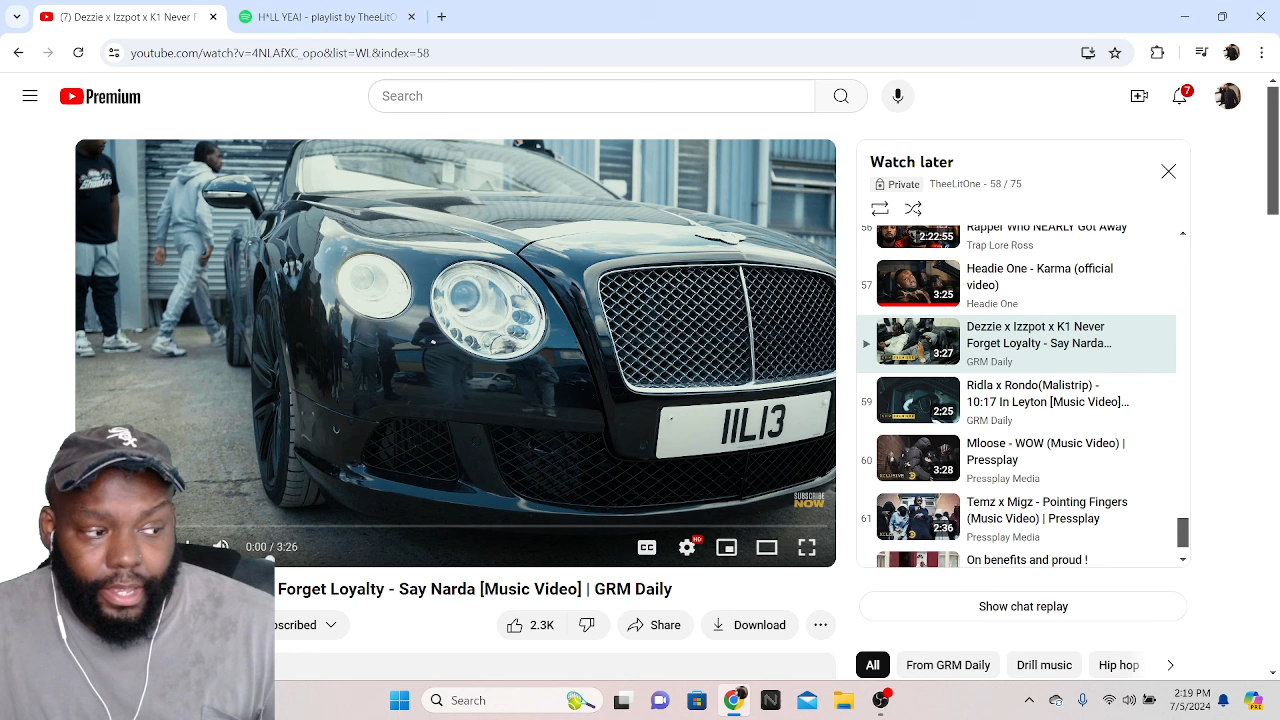 (7) Dezzie x Izzpot x K1 Never F
H*LL YEA! - playlist by TheeLitO
youtube.com/watch?v=4NLAfXC_opo&list=WL&index=58
Premium
Search
7
Watch later
Private
TheeLitOne - 58 / 75
56
Rapper Who NEARLY Got Away
2:22:55
Trap Lore Ross
57
Headie One - Karma (official
video)
3:25
Headie One
Dezzie x Izzpot x K1 Never
Forget Loyalty - Say Narda...
3:27
GRM Daily
59
Ridla x Rondo(Malistrip) -
10:17 In Leyton [Music Video]...
2:25
GRM Daily
60
Mloose - WOW (Music Video) |
Pressplay
3:28
Pressplay Media
61
Temz x Migz - Pointing Fingers
(Music Video) | Pressplay
2:36
Pressplay Media
On benefits and proud !
Show chat replay
All
From GRM Daily
Drill music
Hip hop
IIL13
SUBSCRIBE
NOW
0:00 / 3:26
CC
HD
Forget Loyalty - Say Narda [Music Video] | GRM Daily
scribed
2.3K
Share
Download
Search
2:19 PM
7/5/2024
PRE